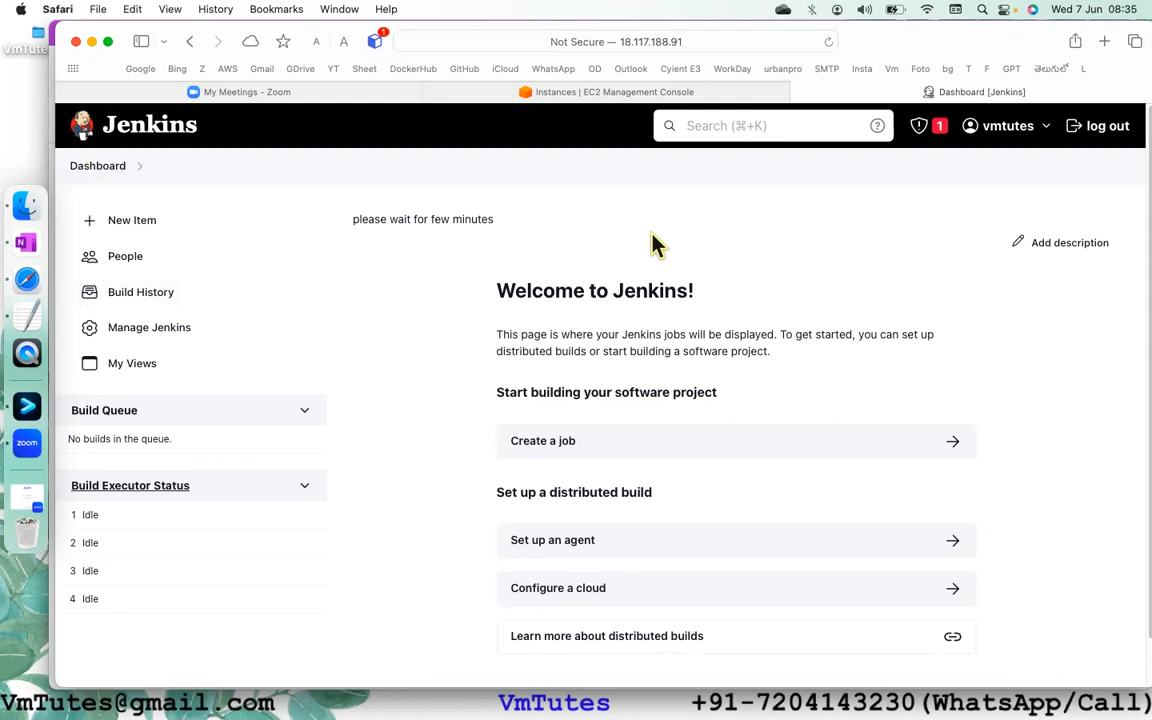 Safari File Edit View History Bookmarks Window Help Wed 7 Jun 08:35
1
A A Not Secure — 18.117.188.91
Google Bing Z AWS Gmail GDrive YT Sheet DockerHub GitHub iCloud WhatsApp OD Outlook Cyient E3 WorkDay urbanpro SMTP Insta Vm Foto bg T F GPT తెలుగులో L
My Meetings - Zoom Instances | EC2 Management Console Dashboard [Jenkins]
Jenkins Search (⌘+K) ? 1 vmtutes log out
Dashboard
New Item
People
Build History
Manage Jenkins
My Views
Build Queue
No builds in the queue.
Build Executor Status
1 Idle
2 Idle
3 Idle
4 Idle
please wait for few minutes
Add description
Welcome to Jenkins!
This page is where your Jenkins jobs will be displayed. To get started, you can set up
distributed builds or start building a software project.
Start building your software project
Create a job
Set up a distributed build
Set up an agent
Configure a cloud
Learn more about distributed builds
zoom
VmTutes@gmail.com VmTutes +91-7204143230(WhatsApp/Call)